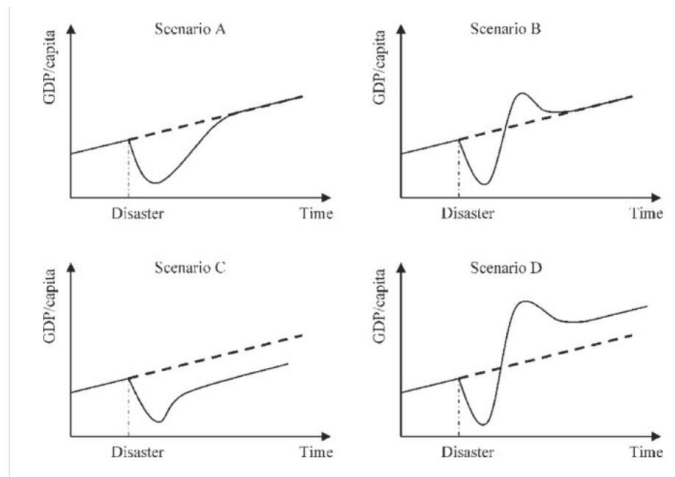 Scenario A
GDP/capita
Disaster
Time
Scenario B
GDP/capita
Disaster
Time
Scenario C
GDP/capita
Disaster
Time
Scenario D
GDP/capita
Disaster
Time